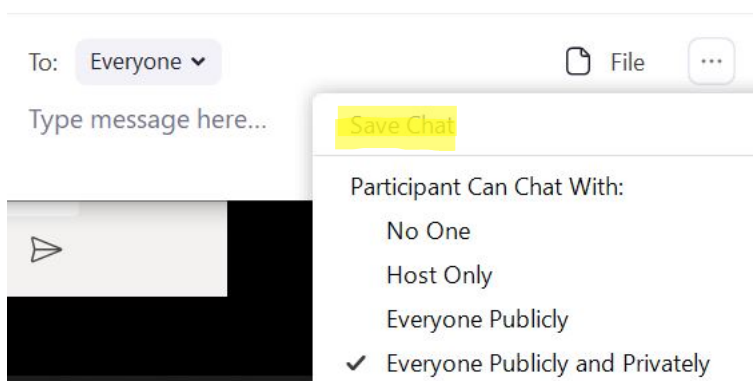 To: Everyone File ...
Type message here...
Save Chat
Participant Can Chat With:
No One
Host Only
Everyone Publicly
Everyone Publicly and Privately